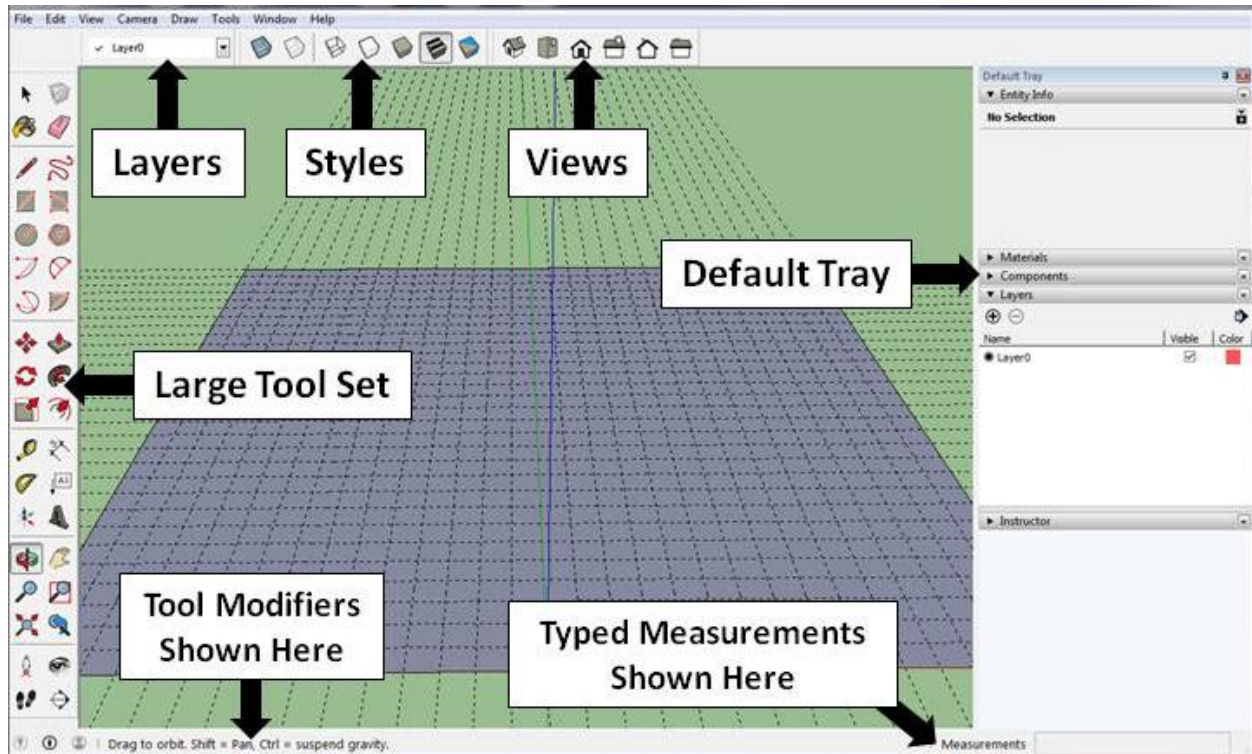 File Edit View Camera Draw Tools Window Help
Layer0
Default Tray
Entity Info
No Selection
Layers
Styles
Views
Default Tray
Materials
Components
Layers
Name Visible Color
Layer0
Large Tool Set
A1
Instructor
Tool Modifiers
Shown Here
Typed Measurements
Shown Here
Drag to orbit. Shift = Pan, Ctrl = suspend gravity.
Measurements